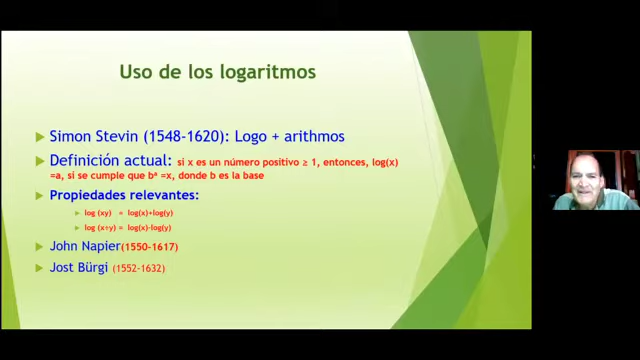 Uso de los logaritmos
Simon Stevin (1548-1620): Logo + arithmos
Definición actual: si x es un número positivo ≥ 1, entonces, log(x)
=a, si se cumple que bª =x, donde b es la base
Propiedades relevantes:
log (xy) = log(x)+log(y)
log (x÷y) = log(x)-log(y)
John Napier(1550-1617)
Jost Bürgi (1552-1632)